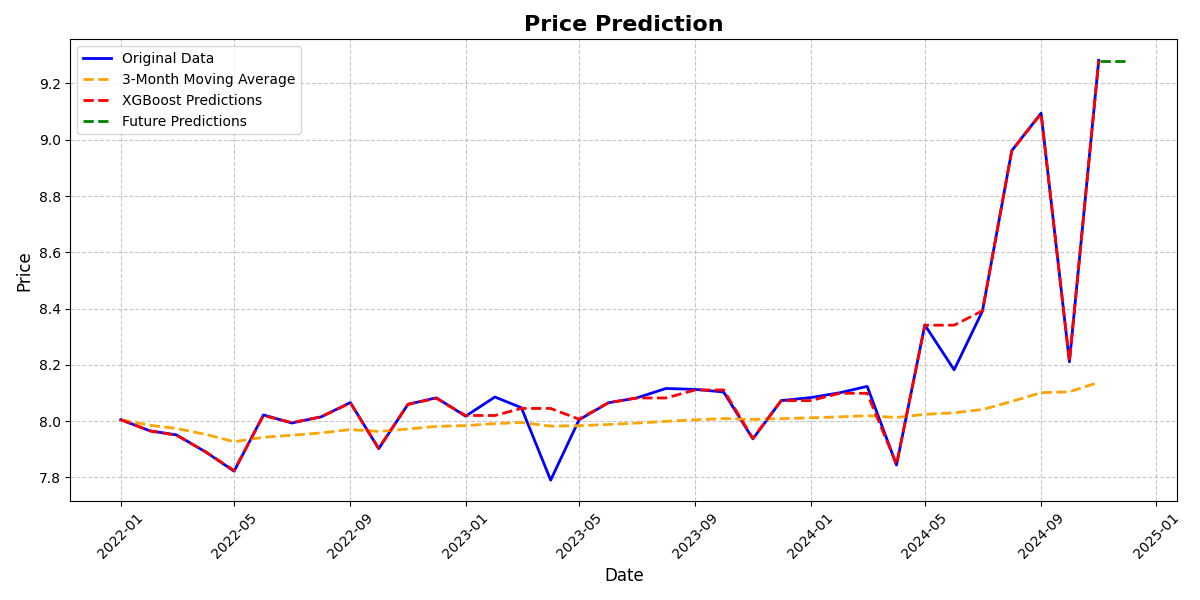 Price Prediction
Original Data
3-Month Moving Average
XGBoost Predictions
Future Predictions
Price
9.2
9.0
8.8
8.6
8.4
8.2
8.0
7.8
2022-01
2022-05
2022-09
2023-01
2023-05
2023-09
2024-01
2024-05
2024-09
2025-01
Date